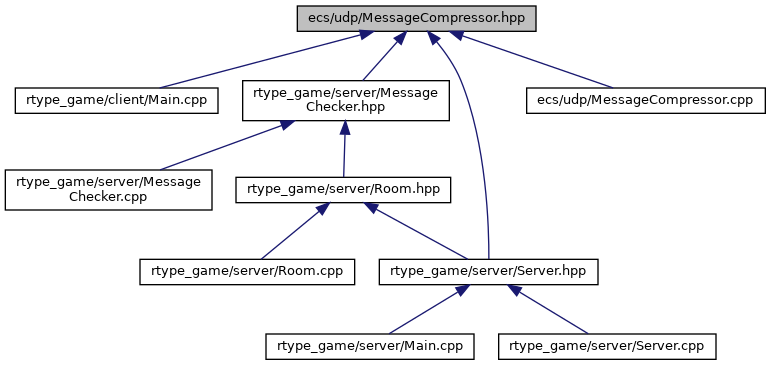 ecs/udp/MessageCompressor.hpp
rtype_game/client/Main.cpp
rtype_game/server/Message
Checker.hpp
ecs/udp/MessageCompressor.cpp
rtype_game/server/Message
Checker.cpp
rtype_game/server/Room.hpp
rtype_game/server/Room.cpp
rtype_game/server/Server.hpp
rtype_game/server/Main.cpp
rtype_game/server/Server.cpp